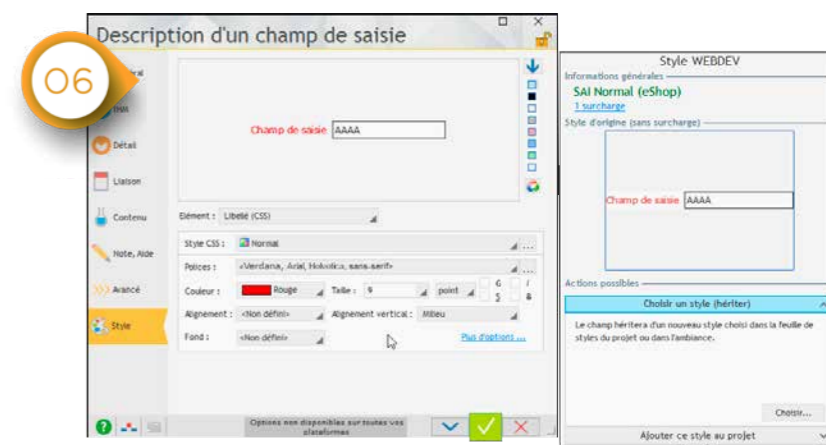 Description d'un champ de saisie
06
IHM
Détail
Liaison
Contenu
Note, Aide
Avancé
Style
Champ de saisie AAAA
Elément : Libellé (CSS)
Style CSS : Normal
Polices : «Verdana, Arial, Helvetica, sans-serif»
Couleur : Rouge Taille : 9 point G I S
Alignement : <Non défini> Alignement vertical : Milieu
Fond : <Non défini> Plus d'options ...
Options non disponibles sur toutes vos
plateformes
Style WEBDEV
Informations générales
SAI Normal (eShop)
1 surcharge
Style d'origine (sans surcharge)
Champ de saisie AAAA
Actions possibles
Choisir un style (hériter)
Le champ héritera d'un nouveau style choisi dans la feuille de
styles du projet ou dans l'ambiance.
Choisir...
Ajouter ce style au projet